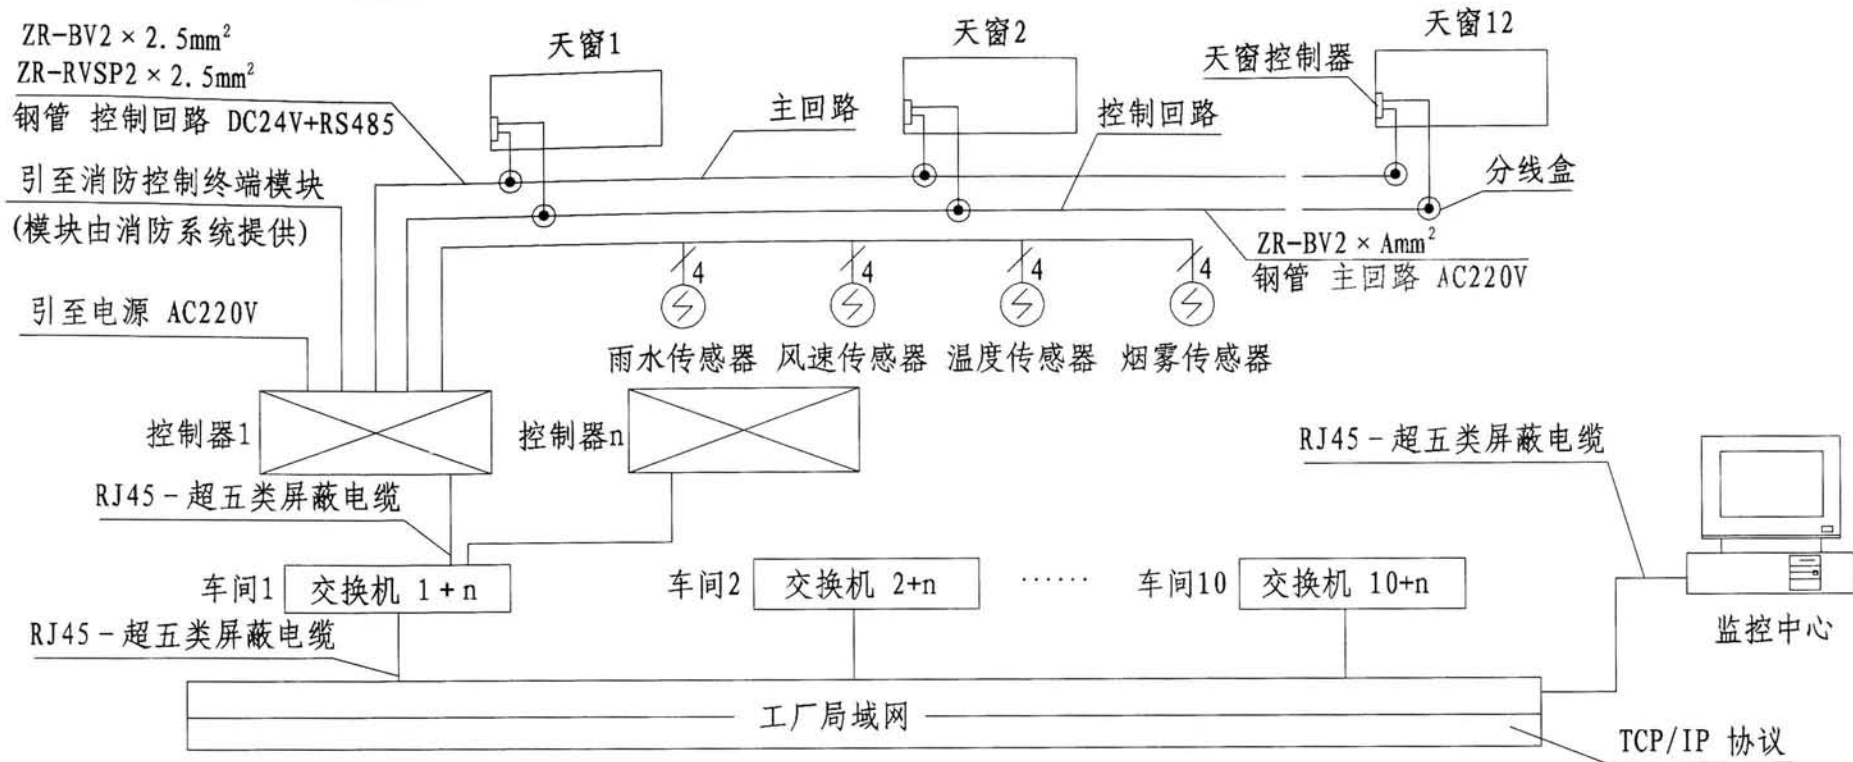 ZR-BV2×2.5mm²
ZR-RVSP2×2.5mm²
钢管 控制回路 DC24V+RS485
引至消防控制终端模块
(模块由消防系统提供)
引至电源 AC220V
天窗1
天窗2
天窗12
天窗控制器
主回路
控制回路
分线盒
ZR-BV2×Amm²
钢管 主回路 AC220V
4
4
4
4
雨水传感器 风速传感器 温度传感器 烟雾传感器
控制器1
控制器n
RJ45-超五类屏蔽电缆
RJ45-超五类屏蔽电缆
车间1 交换机 1+n
车间2 交换机 2+n
······
车间10 交换机 10+n
监控中心
RJ45-超五类屏蔽电缆
工厂局域网
TCP/IP 协议